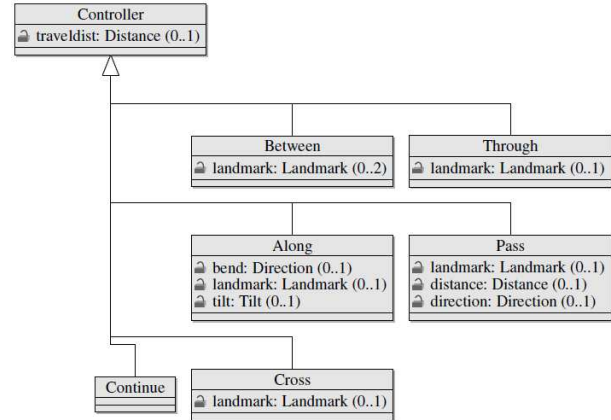 Controller
traveldist: Distance (0..1)
Between
landmark: Landmark (0..2)
Through
landmark: Landmark (0..1)
Along
bend: Direction (0..1)
landmark: Landmark (0..1)
tilt: Tilt (0..1)
Pass
landmark: Landmark (0..1)
distance: Distance (0..1)
direction: Direction (0..1)
Continue
Cross
landmark: Landmark (0..1)